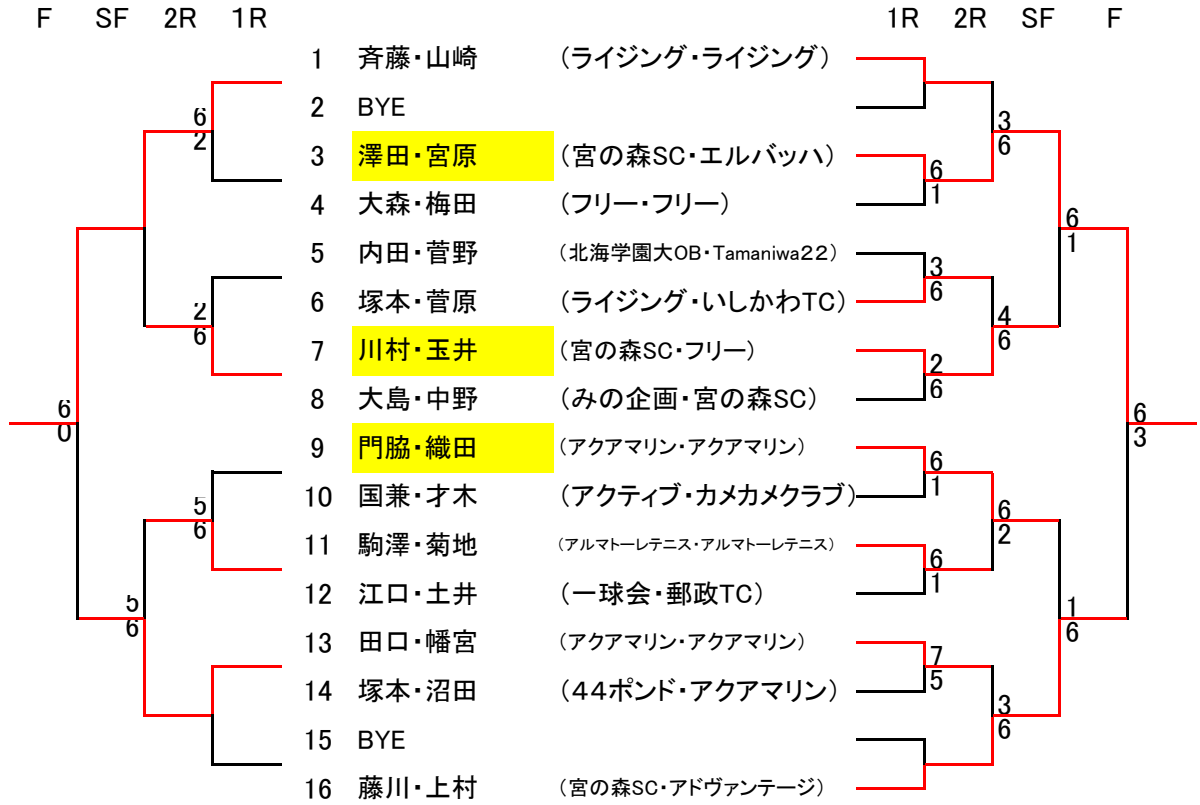 F SF 2R 1R 1R 2R SF F
1 斉藤・山崎 (ライジング・ライジング)
6 2 BYE 3
2 6
3 澤田・宮原 (宮の森SC・エルバッハ) 6
4 大森・梅田 (フリー・フリー) 1
6
5 内田・菅野 (北海学園大OB・Tamaniwa22) 3 1
2 6 塚本・菅原 (ライジング・いしかわTC) 6 4
6 6
7 川村・玉井 (宮の森SC・フリー) 2
8 大島・中野 (みの企画・宮の森SC) 6
6 6
0 3
9 門脇・織田 (アクアマリン・アクアマリン) 6
5 10 国兼・才木 (アクティブ・カメカメクラブ) 1 6
6 2
11 駒澤・菊地 (アルマトーレテニス・アルマトーレテニス) 6
5 12 江口・土井 (一球会・郵政TC) 1 1
6 6
13 田口・幡宮 (アクアマリン・アクアマリン) 7
14 塚本・沼田 (44ポンド・アクアマリン) 5 3
6
15 BYE
16 藤川・上村 (宮の森SC・アドヴァンテージ)